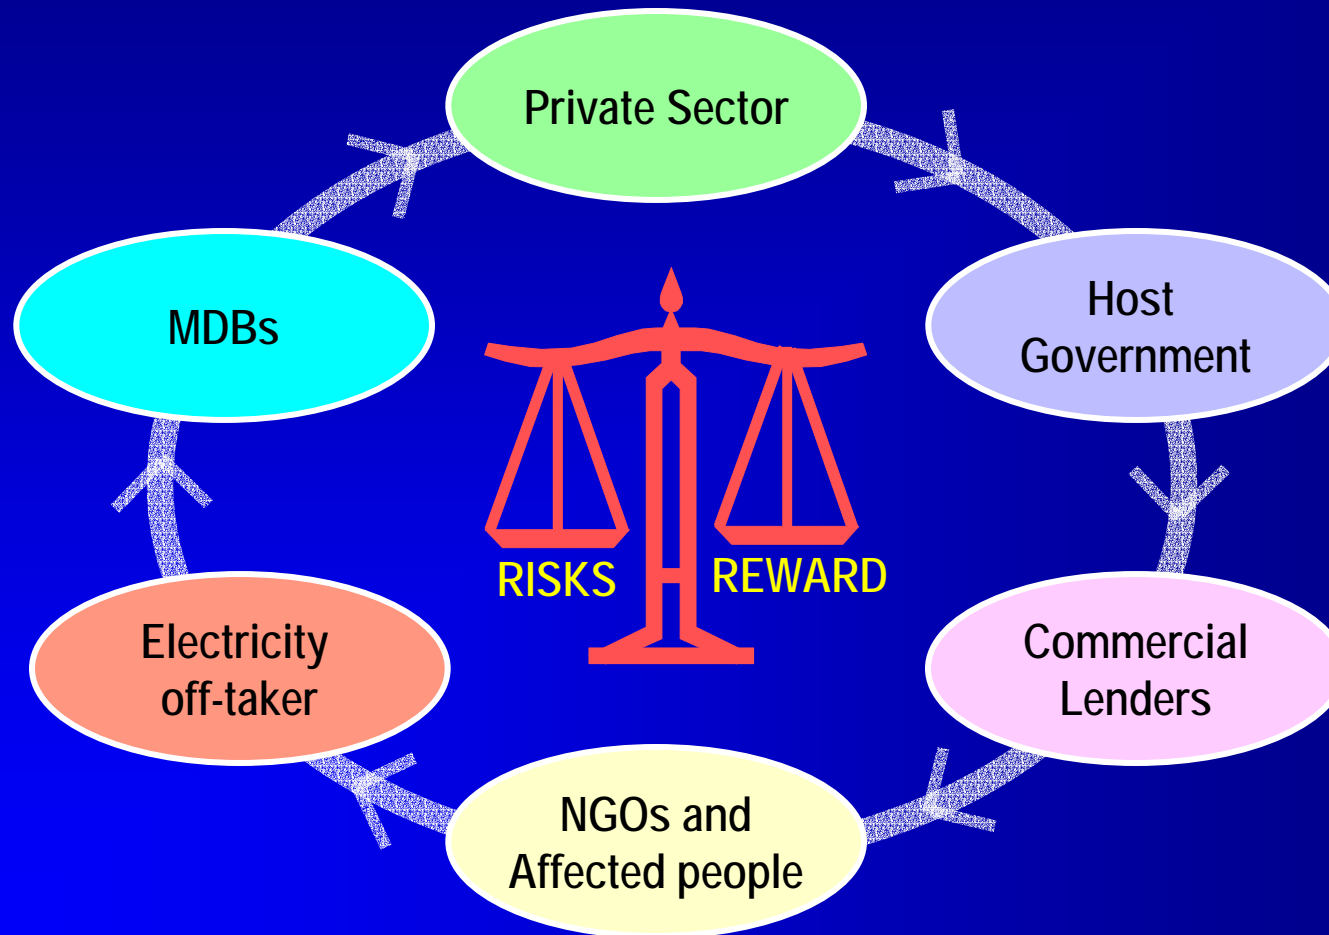 Private Sector
Host
Government
MDBs
RISKS
REWARD
Electricity
off-taker
Commercial
Lenders
NGOs and
Affected people